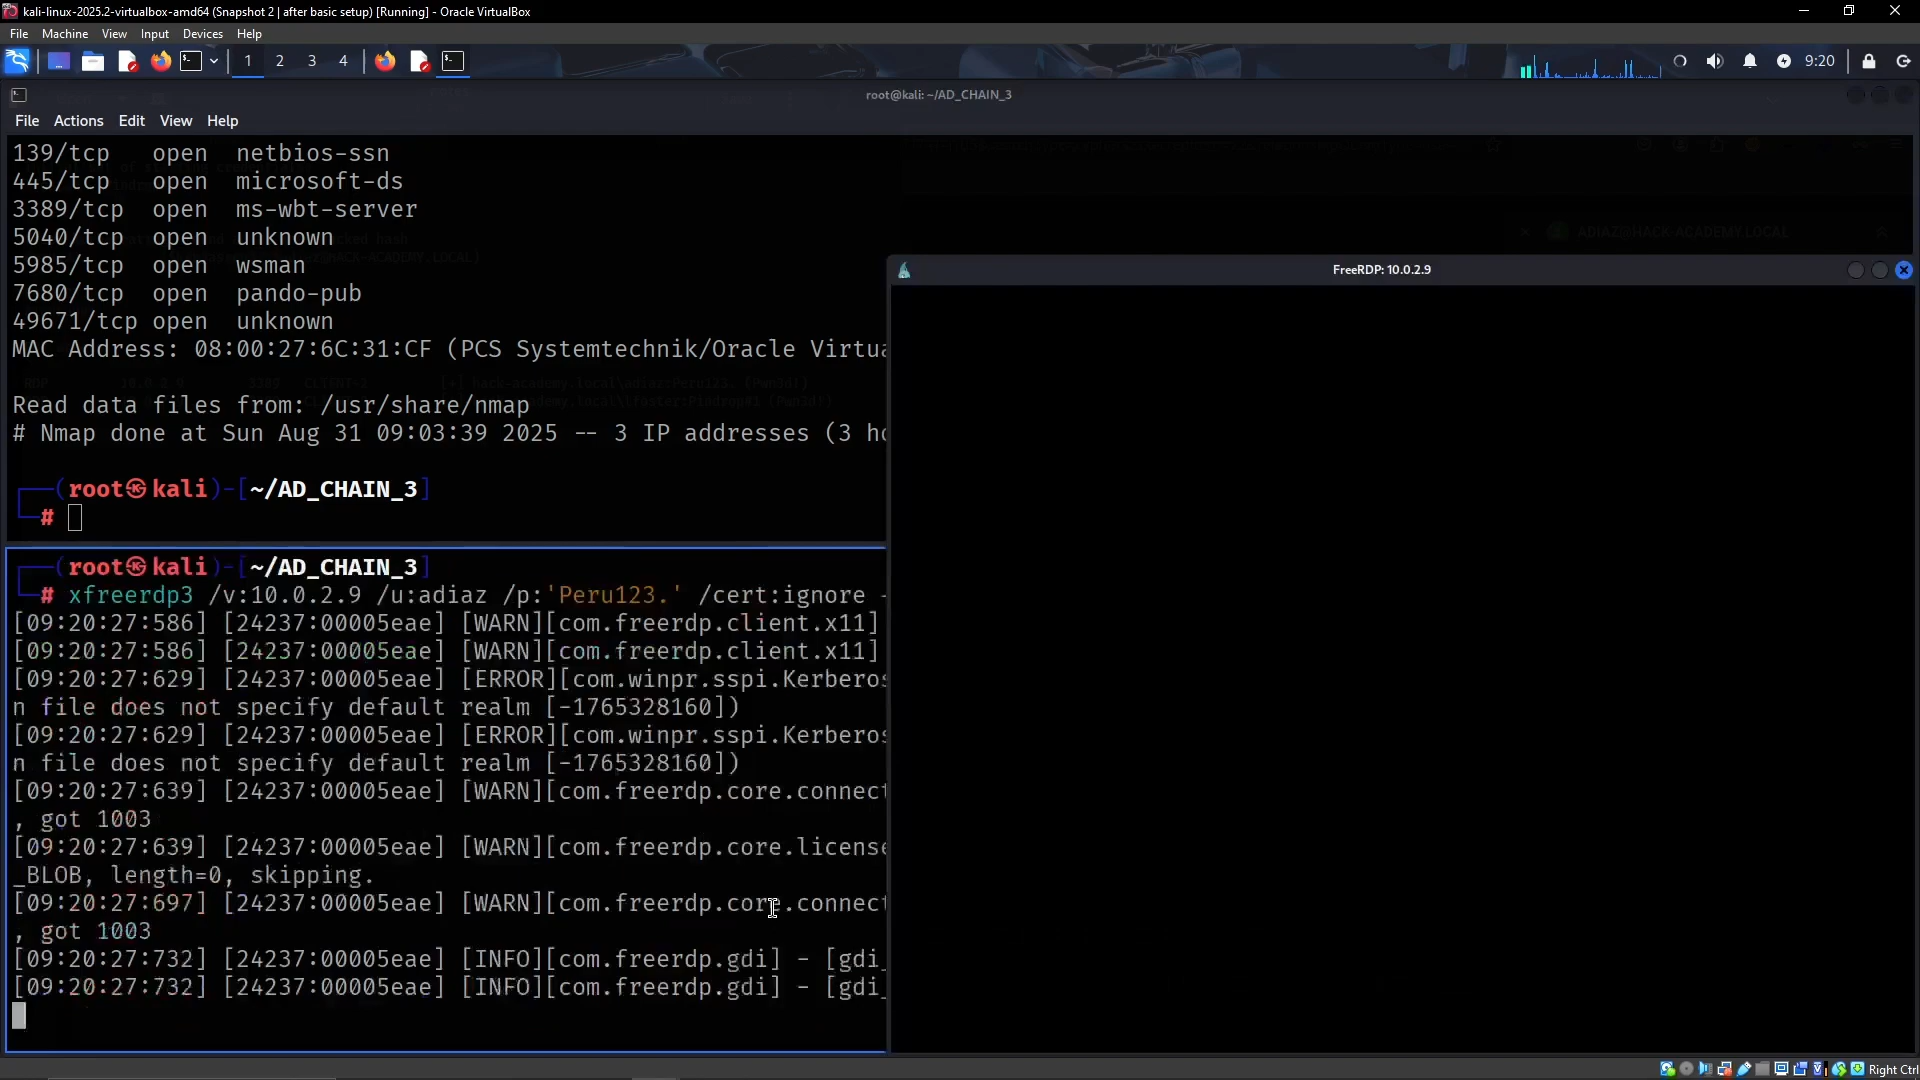 kali-linux-2025.2-virtualbox-amd64 (Snapshot 2 | after basic setup) [Running] - Oracle VirtualBox
File Machine View Input Devices Help
1 2 3 4
9:20
root@kali: ~/AD_CHAIN_3
File Actions Edit View Help
139/tcp open netbios-ssn
445/tcp open microsoft-ds
3389/tcp open ms-wbt-server
5040/tcp open unknown
5985/tcp open wsman
7680/tcp open pando-pub
49671/tcp open unknown
MAC Address: 08:00:27:6C:31:CF (PCS Systemtechnik/Oracle Virtua
Read data files from: /usr/share/nmap
# Nmap done at Sun Aug 31 09:03:39 2025 -- 3 IP addresses (3 ho
(root㉿kali)-[~/AD_CHAIN_3]
#
ADIAZ@HACK-ACADEMY.LOCAL
FreeRDP: 10.0.2.9
(root㉿kali)-[~/AD_CHAIN_3]
# xfreerdp3 /v:10.0.2.9 /u:adiaz /p:'Peru123.' /cert:ignore -
[09:20:27:586] [24237:00005eae] [WARN][com.freerdp.client.x11]
[09:20:27:586] [24237:00005eae] [WARN][com.freerdp.client.x11]
[09:20:27:629] [24237:00005eae] [ERROR][com.winpr.sspi.Kerberos
n file does not specify default realm [-1765328160])
[09:20:27:629] [24237:00005eae] [ERROR][com.winpr.sspi.Kerberos
n file does not specify default realm [-1765328160])
[09:20:27:639] [24237:00005eae] [WARN][com.freerdp.core.connect
, got 1003
[09:20:27:639] [24237:00005eae] [WARN][com.freerdp.core.license
_BLOB, length=0, skipping.
[09:20:27:697] [24237:00005eae] [WARN][com.freerdp.core.connect
, got 1003
[09:20:27:732] [24237:00005eae] [INFO][com.freerdp.gdi] - [gdi_
[09:20:27:732] [24237:00005eae] [INFO][com.freerdp.gdi] - [gdi_
Right Ctrl